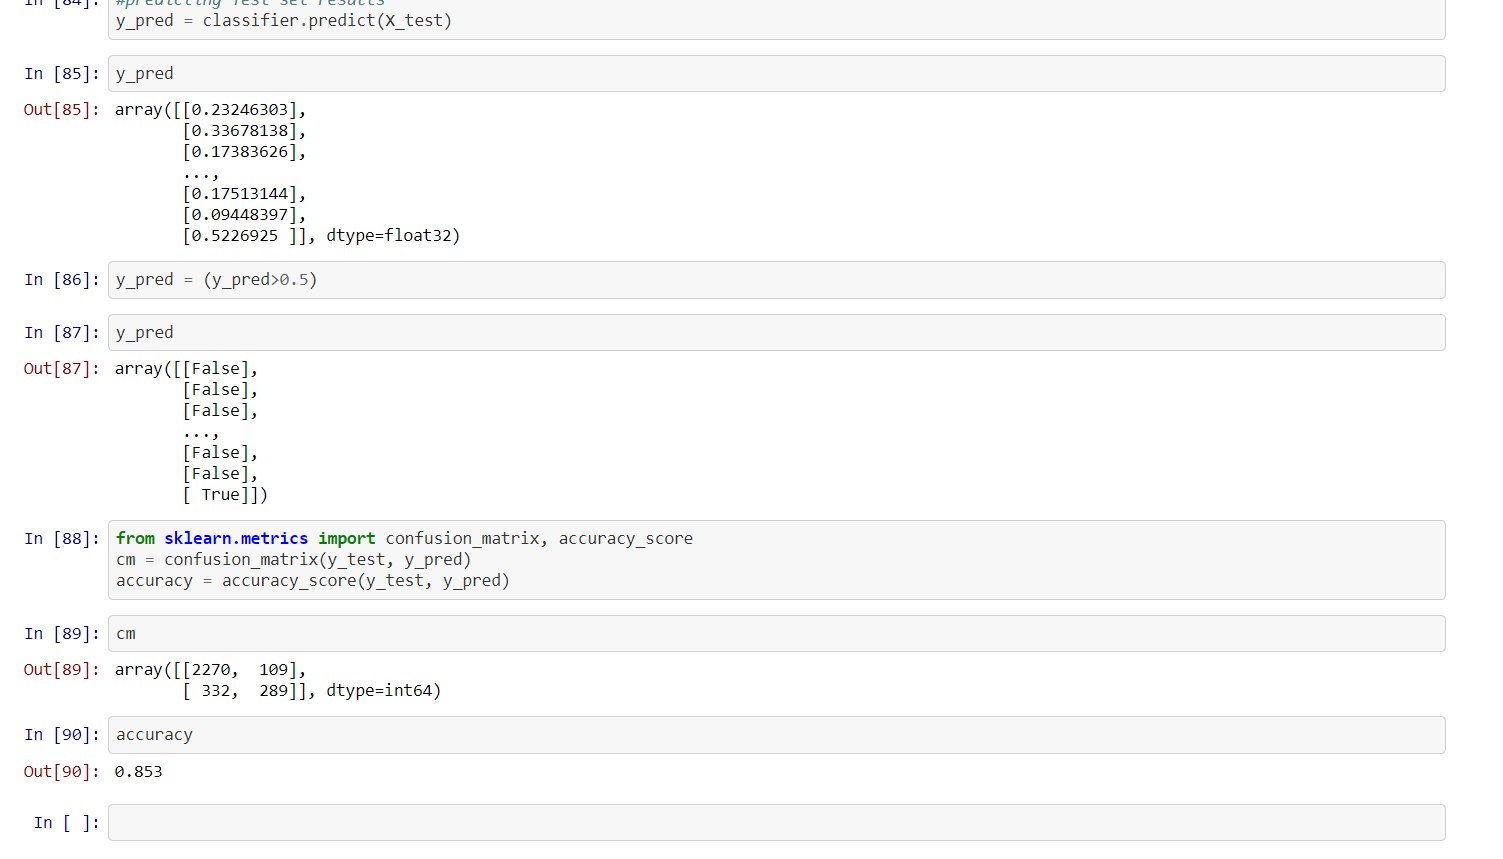 In [84]: #predicting Test set results
y_pred = classifier.predict(X_test)
In [85]: y_pred
Out[85]: array([[0.23246303],
[0.33678138],
[0.17383626],
...,
[0.17513144],
[0.09448397],
[0.5226925 ]], dtype=float32)
In [86]: y_pred = (y_pred>0.5)
In [87]: y_pred
Out[87]: array([[False],
[False],
[False],
...,
[False],
[False],
[ True]])
In [88]: from sklearn.metrics import confusion_matrix, accuracy_score
cm = confusion_matrix(y_test, y_pred)
accuracy = accuracy_score(y_test, y_pred)
In [89]: cm
Out[89]: array([[2270,  109],
[ 332,  289]], dtype=int64)
In [90]: accuracy
Out[90]: 0.853
In [ ]: